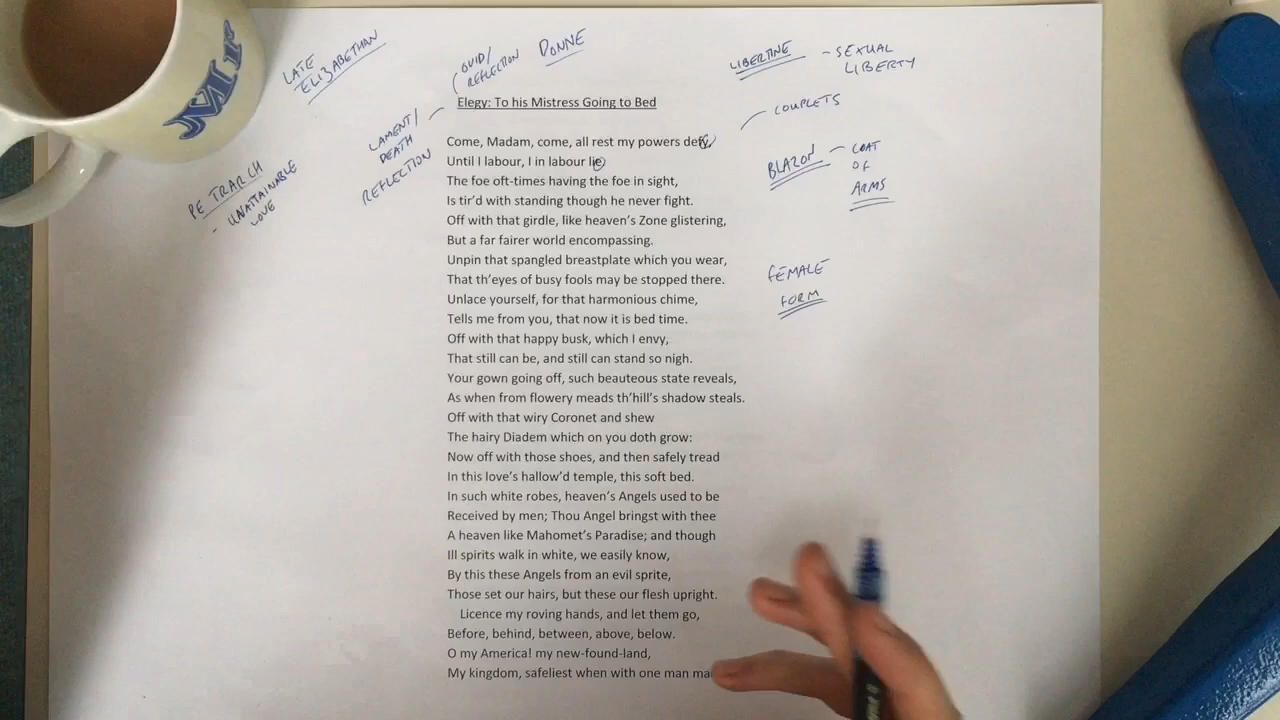 Mr
LATE
ELIZABETHAN
OVID/
REFLECTION
DONNE
LIBERTINE - SEXUAL
LIBERTY
Elegy: To his Mistress Going to Bed
COUPLETS
LAMENT/
DEATH
REFLECTION
PETRARCH
- UNATTAINABLE
LOVE
BLAZON - COAT
OF
ARMS
FEMALE
FORM
Come, Madam, come, all rest my powers defy,
Until I labour, I in labour lie.
The foe oft-times having the foe in sight,
Is tir'd with standing though he never fight.
Off with that girdle, like heaven's Zone glistering,
But a far fairer world encompassing.
Unpin that spangled breastplate which you wear,
That th'eyes of busy fools may be stopped there.
Unlace yourself, for that harmonious chime,
Tells me from you, that now it is bed time.
Off with that happy busk, which I envy,
That still can be, and still can stand so nigh.
Your gown going off, such beauteous state reveals,
As when from flowery meads th'hill's shadow steals.
Off with that wiry Coronet and shew
The hairy Diadem which on you doth grow:
Now off with those shoes, and then safely tread
In this love's hallow'd temple, this soft bed.
In such white robes, heaven's Angels used to be
Received by men; Thou Angel bringst with thee
A heaven like Mahomet's Paradise; and though
Ill spirits walk in white, we easily know,
By this these Angels from an evil sprite,
Those set our hairs, but these our flesh upright.
Licence my roving hands, and let them go,
Before, behind, between, above, below.
O my America! my new-found-land,
My kingdom, safeliest when with one man